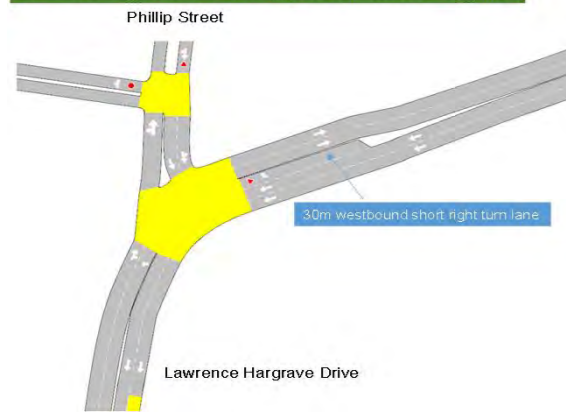 Phillip Street
30m westbound short right turn lane
Lawrence Hargrave Drive